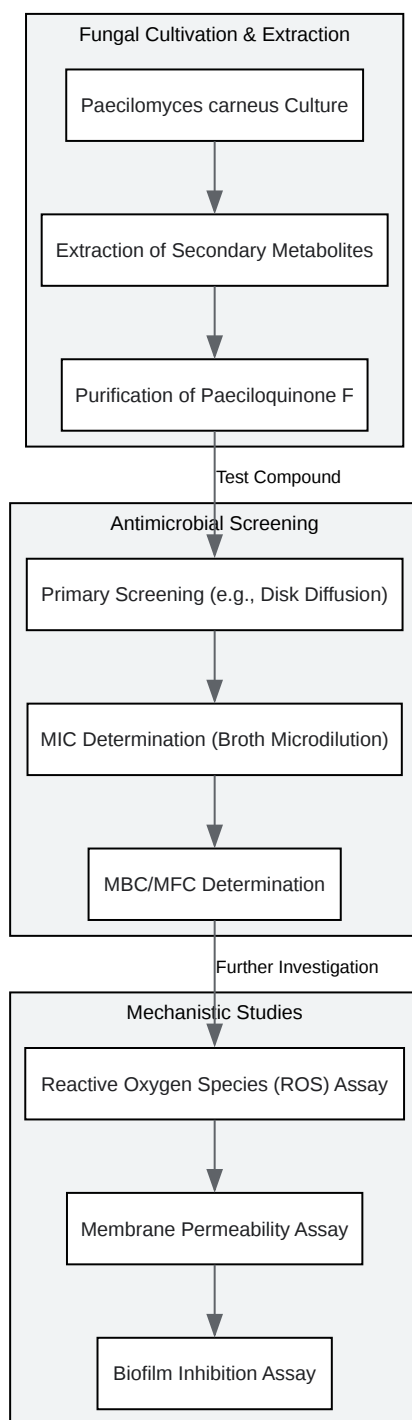 Fungal Cultivation & Extraction
Paecilomyces carneus Culture
Extraction of Secondary Metabolites
Purification of Paeciloquinone F
Test Compound
Antimicrobial Screening
Primary Screening (e.g., Disk Diffusion)
MIC Determination (Broth Microdilution)
MBC/MFC Determination
Further Investigation
Mechanistic Studies
Reactive Oxygen Species (ROS) Assay
Membrane Permeability Assay
Biofilm Inhibition Assay